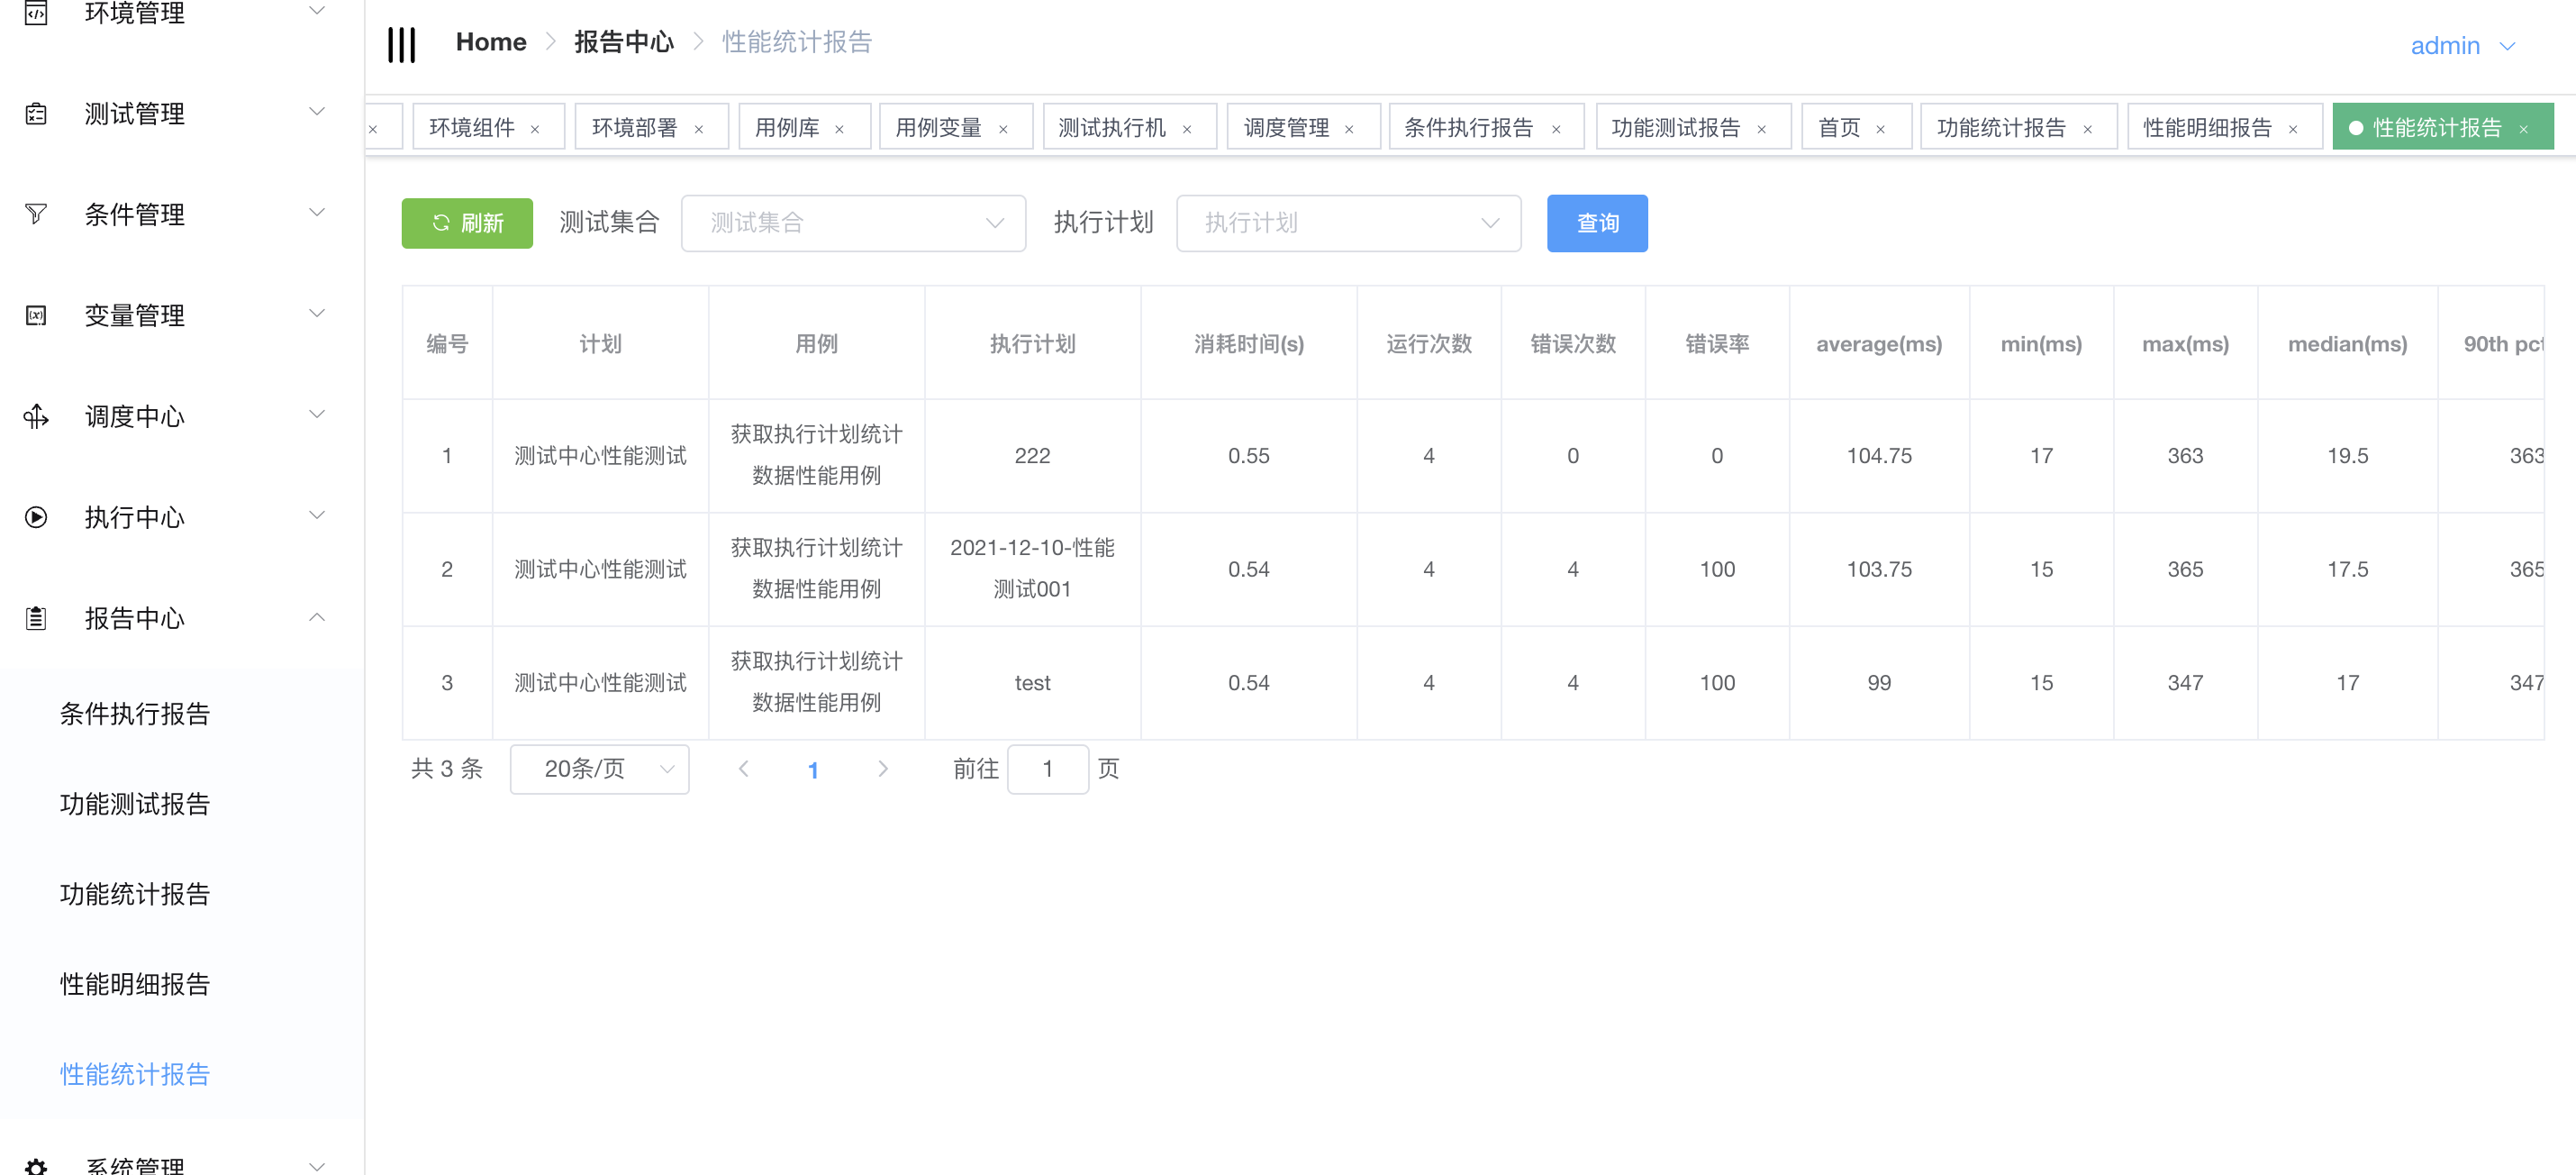 环境管理
测试管理
条件管理
变量管理
调度中心
执行中心
报告中心
条件执行报告
功能测试报告
功能统计报告
性能明细报告
性能统计报告
系统管理
Home > 报告中心 > 性能统计报告
admin
× 环境组件 × 环境部署 × 用例库 × 用例变量 × 测试执行机 × 调度管理 × 条件执行报告 × 功能测试报告 × 首页 × 功能统计报告 × 性能明细报告 × 性能统计报告 ×
刷新 测试集合 测试集合 执行计划 执行计划 查询
编号 计划 用例 执行计划 消耗时间(s) 运行次数 错误次数 错误率 average(ms) min(ms) max(ms) median(ms) 90th pct
1 测试中心性能测试 获取执行计划统计
数据性能用例 222 0.55 4 0 0 104.75 17 363 19.5 363
2 测试中心性能测试 获取执行计划统计
数据性能用例 2021-12-10-性能
测试001 0.54 4 4 100 103.75 15 365 17.5 365
3 测试中心性能测试 获取执行计划统计
数据性能用例 test 0.54 4 4 100 99 15 347 17 347
共 3 条 20条/页 < 1 > 前往 1 页